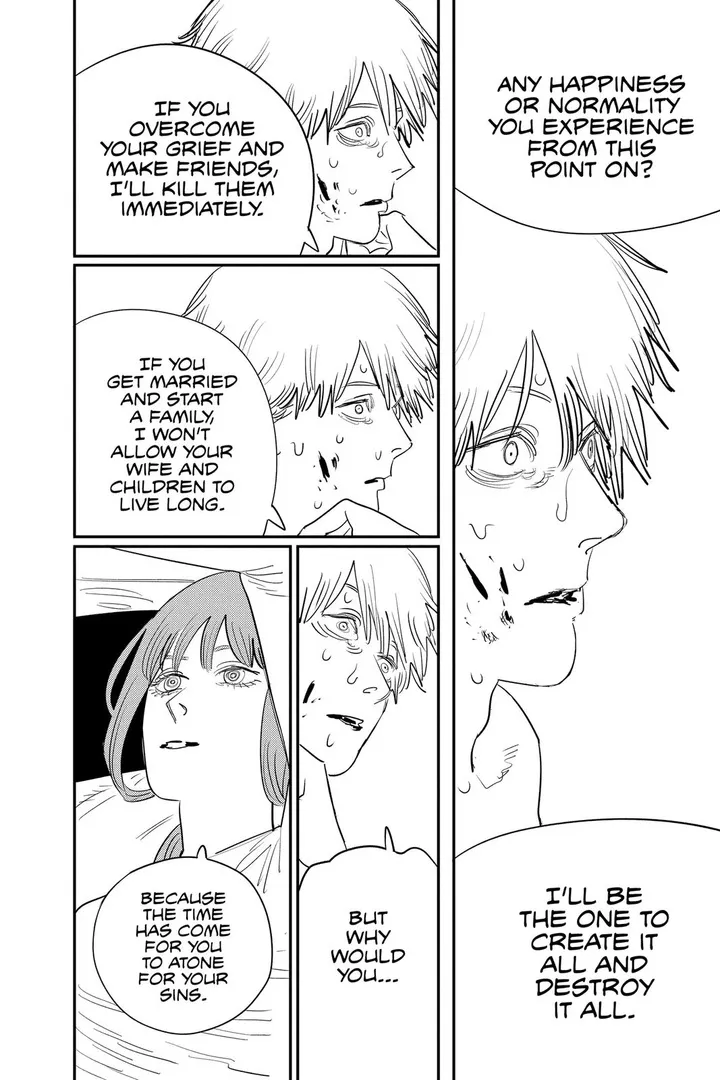 ANY HAPPINESS
OR NORMALITY
YOU EXPERIENCE
FROM THIS
POINT ON?
I'LL BE
THE ONE TO
CREATE IT
ALL AND
DESTROY
IT ALL.
IF YOU
OVERCOME
YOUR GRIEF AND
MAKE FRIENDS,
I'LL KILL THEM
IMMEDIATELY.
IF YOU
GET MARRIED
AND START
A FAMILY,
I WON'T
ALLOW YOUR
WIFE AND
CHILDREN TO
LIVE LONG.
BUT
WHY
WOULD
YOU...
BECAUSE
THE TIME
HAS COME
FOR YOU
TO ATONE
FOR YOUR
SINS.